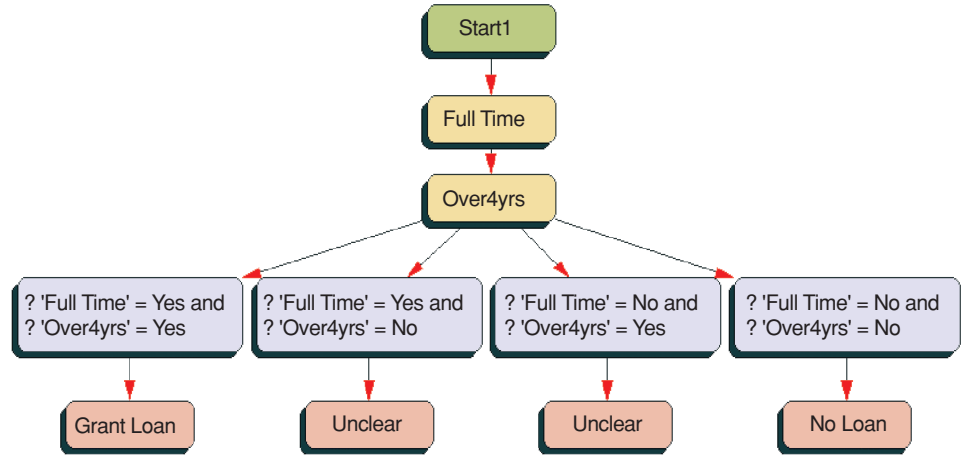 Start1
Full Time
Over4yrs
? 'Full Time' = Yes and
? 'Over4yrs' = Yes
? 'Full Time' = Yes and
? 'Over4yrs' = No
? 'Full Time' = No and
? 'Over4yrs' = Yes
? 'Full Time' = No and
? 'Over4yrs' = No
Grant Loan
Unclear
Unclear
No Loan